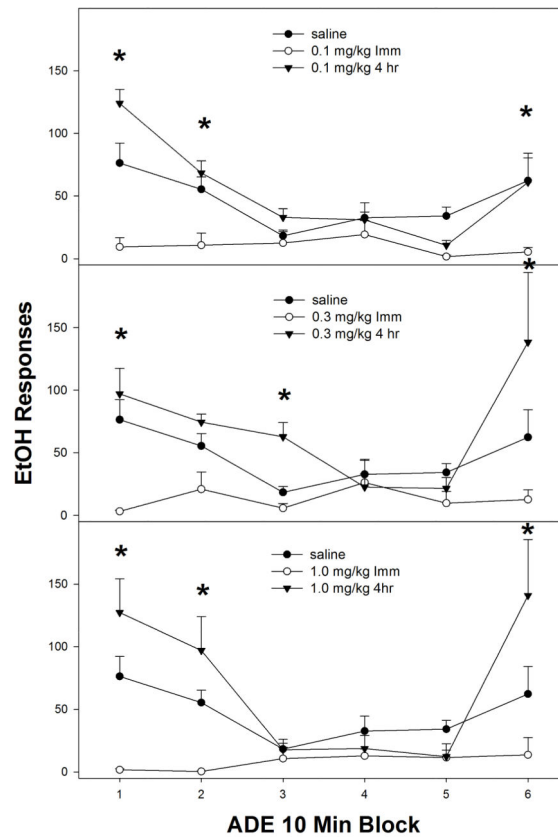 saline
0.1 mg/kg Imm
0.1 mg/kg 4 hr
*
*
*
150
100
50
0
saline
0.3 mg/kg Imm
0.3 mg/kg 4 hr
*
*
*
150
100
50
0
EtOH Responses
saline
1.0 mg/kg Imm
1.0 mg/kg 4hr
*
*
*
150
100
50
0
1 2 3 4 5 6
ADE 10 Min Block